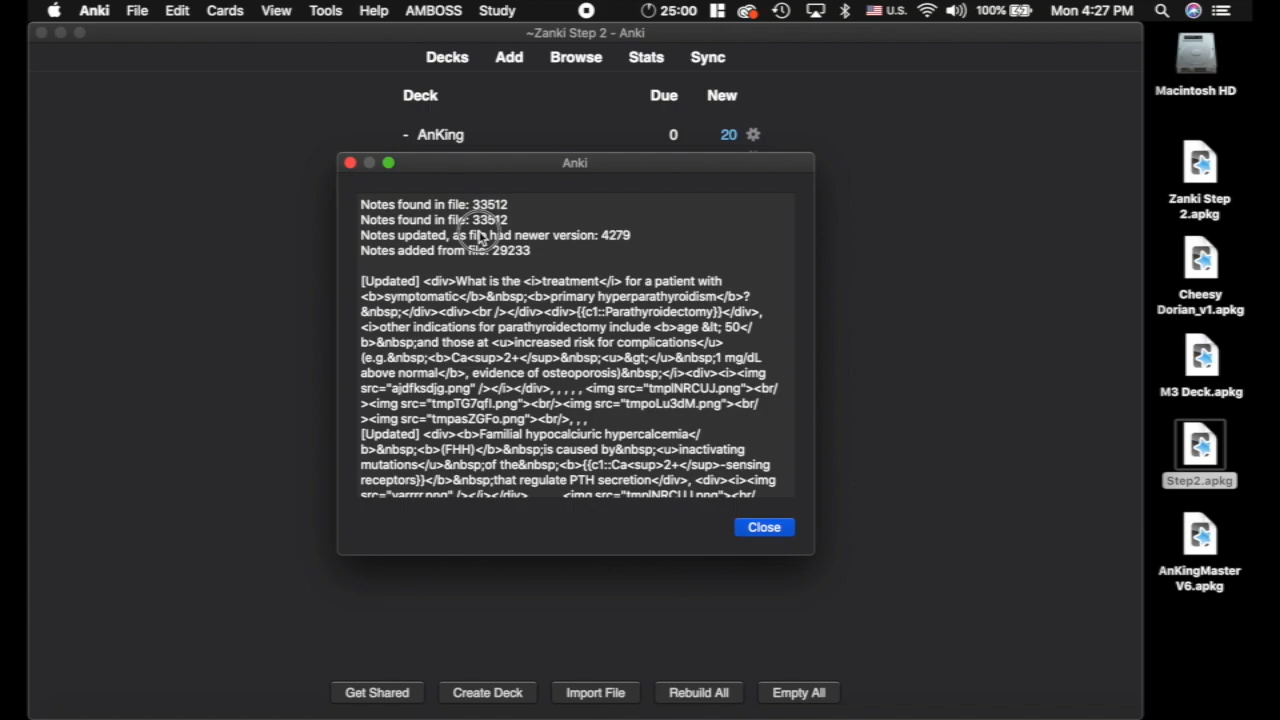 Anki File Edit Cards View Tools Help AMBOSS Study 25:00 U.S. 100% Mon 4:27 PM
~Zanki Step 2 - Anki
Decks Add Browse Stats Sync
Deck Due New
- AnKing 0 20
Anki
Notes found in file: 33512
Notes found in file: 33512
Notes updated, as file had newer version: 4279
Notes added from file: 29233
[Updated] <div>What is the <i>treatment</i> for a patient with
<b>symptomatic</b>&nbsp;<b>primary hyperparathyroidism</b>?
&nbsp;</div><div><br /></div><div>{{c1::Parathyroidectomy}}</div>,
<i>other indications for parathyroidectomy include <b>age &lt; 50</
b>&nbsp;and those at <u>increased risk for complications</u>
(e.g.&nbsp;<b>Ca<sup>2+</sup>&nbsp;<u>&gt;</u>&nbsp;1 mg/dL
above normal</b>, evidence of osteoporosis)&nbsp;</i><div><i><img
src="ajdfksdjg.png" /></i></div>, , , , , <img src="tmpINRCUJ.png"><br/
><img src="tmpTG7qfI.png"><br/><img src="tmpoLu3dM.png"><br/
><img src="tmpasZGFo.png"><br/>, , ,
[Updated] <div><b>Familial hypocalciuric hypercalcemia</
b>&nbsp;<b>(FHH)</b>&nbsp;is caused by&nbsp;<u>inactivating
mutations</u>&nbsp;of the&nbsp;<b>{{c1::Ca<sup>2+</sup>-sensing
receptors}}</b>&nbsp;that regulate PTH secretion</div>, <div><i><img
Close
Get Shared Create Deck Import File Rebuild All Empty All
Macintosh HD
Zanki Step
2.apkg
Cheesy
Dorian_v1.apkg
M3 Deck.apkg
Step2.apkg
AnKingMaster
V6.apkg